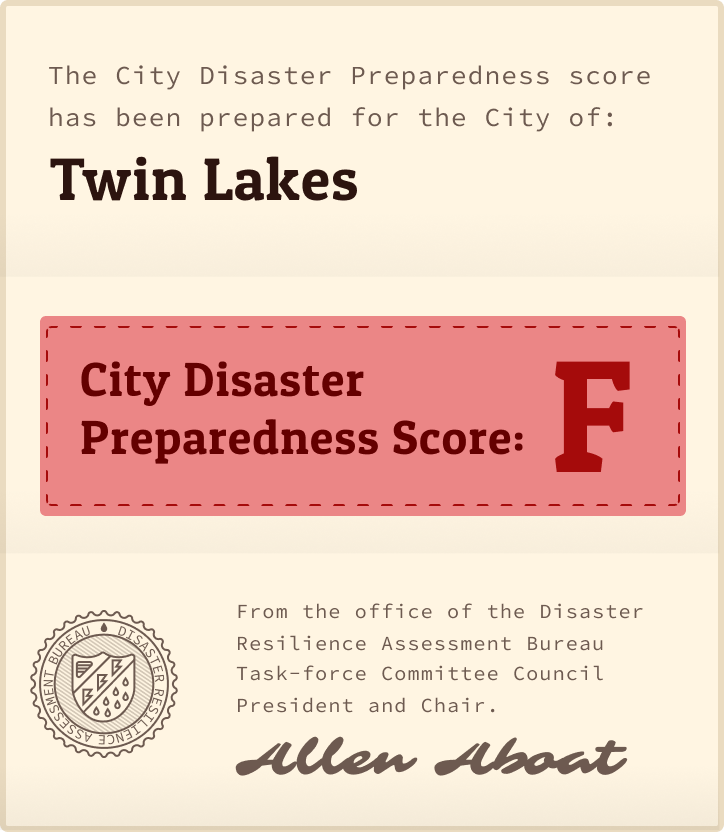 The City Disaster Preparedness score
has been prepared for the City of:
Twin Lakes
City Disaster
Preparedness Score:
F
DISASTER RESILIENCE ASSESSMENT BUREAU
From the office of the Disaster
Resilience Assessment Bureau
Task-force Committee Council
President and Chair.
Allen Aboat